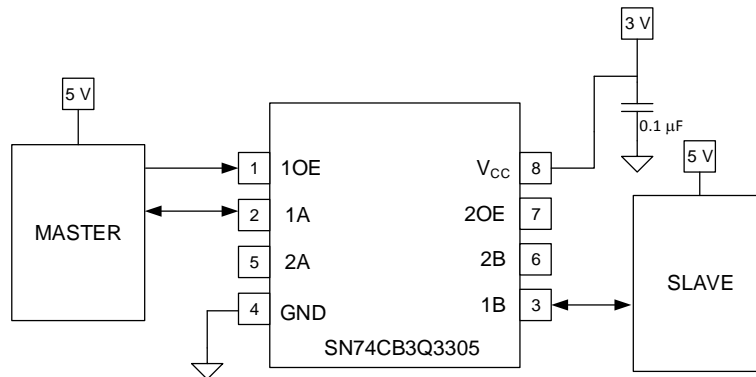 3 V
5 V
0.1 µF
5 V
1 1OE
VCC 8
MASTER
2 1A
2OE 7
5 2A
2B 6
SLAVE
4 GND
1B 3
SN74CB3Q3305